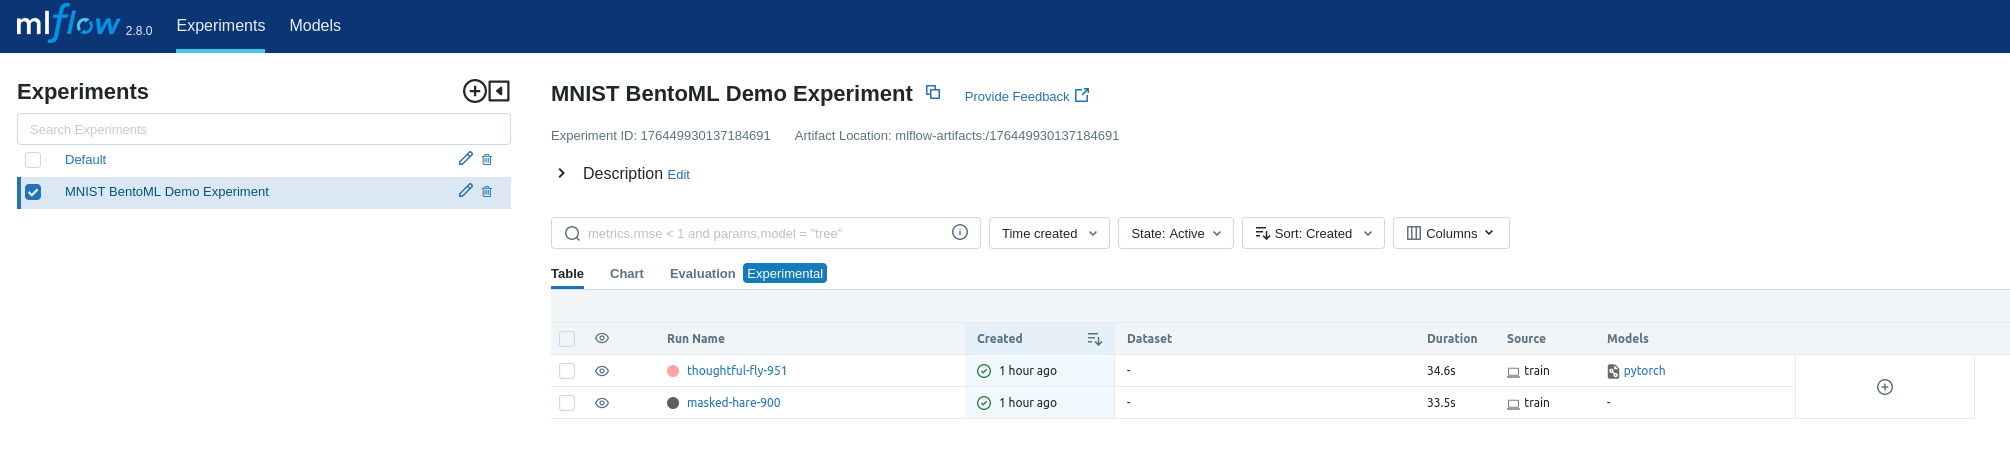 mlflow 2.8.0 Experiments Models
Experiments
Search Experiments
Default
MNIST BentoML Demo Experiment
MNIST BentoML Demo Experiment Provide Feedback
Experiment ID: 176449930137184691 Artifact Location: mlflow-artifacts:/176449930137184691
Description Edit
metrics.rmse < 1 and params.model = "tree" Time created State: Active Sort: Created Columns
Table Chart Evaluation Experimental
Run Name Created Dataset Duration Source Models
thoughtful-fly-951 1 hour ago - 34.6s train pytorch
masked-hare-900 1 hour ago - 33.5s train -